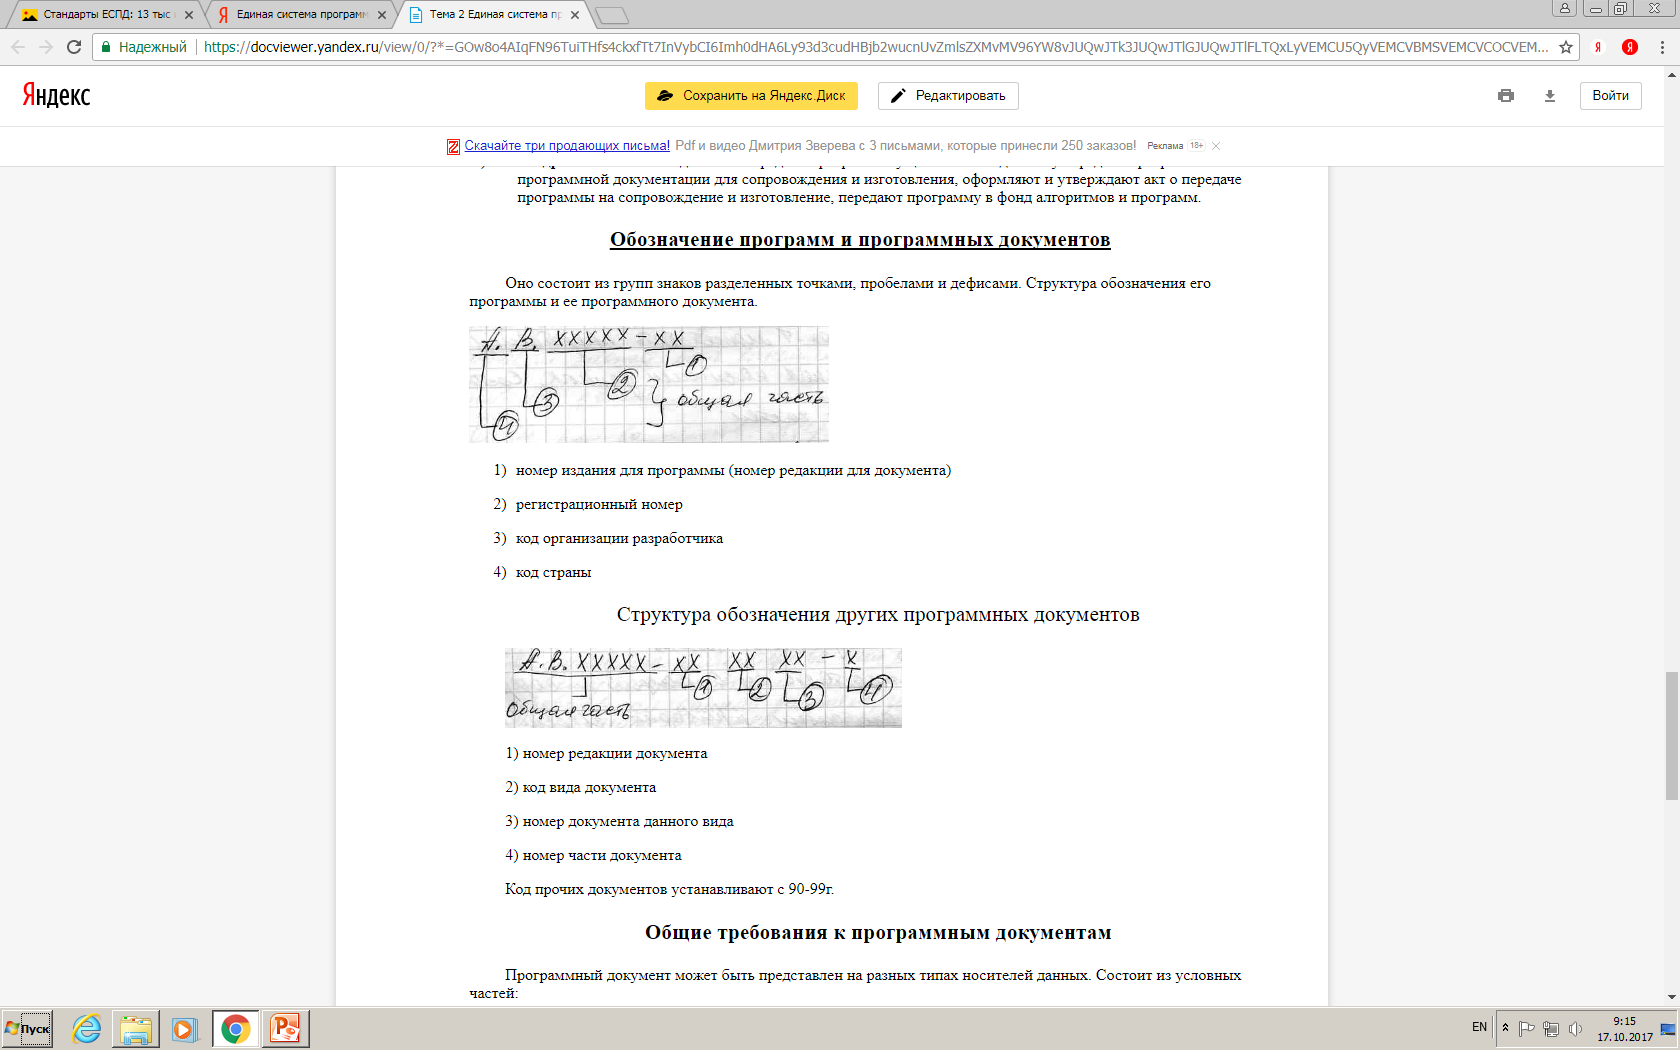 Стандарты ЕСПД: 13 тыс
Единая система програм
Тема 2 Единая система пр
Надежный
https://docviewer.yandex.ru/view/0/?*=GOw8o4AIqFN96TuiTHfs4ckxfTt7InVybCI6Imh0dHA6Ly93d3cudHBjb2wucnUvZmlsZXMvMV96YW8vJUQwJTk3JUQwJTlGJUQwJTlFLTQxLyVEMCU5QyVEMCVBMSVEMCVCOCVEM...
Яндекс
Сохранить на Яндекс.Диск
Редактировать
Войти
Скачайте три продающих письма! Pdf и видео Дмитрия Зверева с 3 письмами, которые принесли 250 заказов! Реклама 18+
программной документации для сопровождения и изготовления, оформляют и утверждают акт о передаче
программы на сопровождение и изготовление, передают программу в фонд алгоритмов и программ.
Обозначение программ и программных документов
Оно состоит из групп знаков разделенных точками, пробелами и дефисами. Структура обозначения его
программы и ее программного документа.
А. В. ХХХХХ – ХХ
1
2
3
общая часть
4
1) номер издания для программы (номер редакции для документа)
2) регистрационный номер
3) код организации разработчика
4) код страны
Структура обозначения других программных документов
А. В. ХХХХХ – ХХ ХХ ХХ – Х
1 2 3 4
Общая часть
1) номер редакции документа
2) код вида документа
3) номер документа данного вида
4) номер части документа
Код прочих документов устанавливают с 90-99г.
Общие требования к программным документам
Программный документ может быть представлен на разных типах носителей данных. Состоит из условных
частей:
Пуск
EN
9:15
17.10.2017